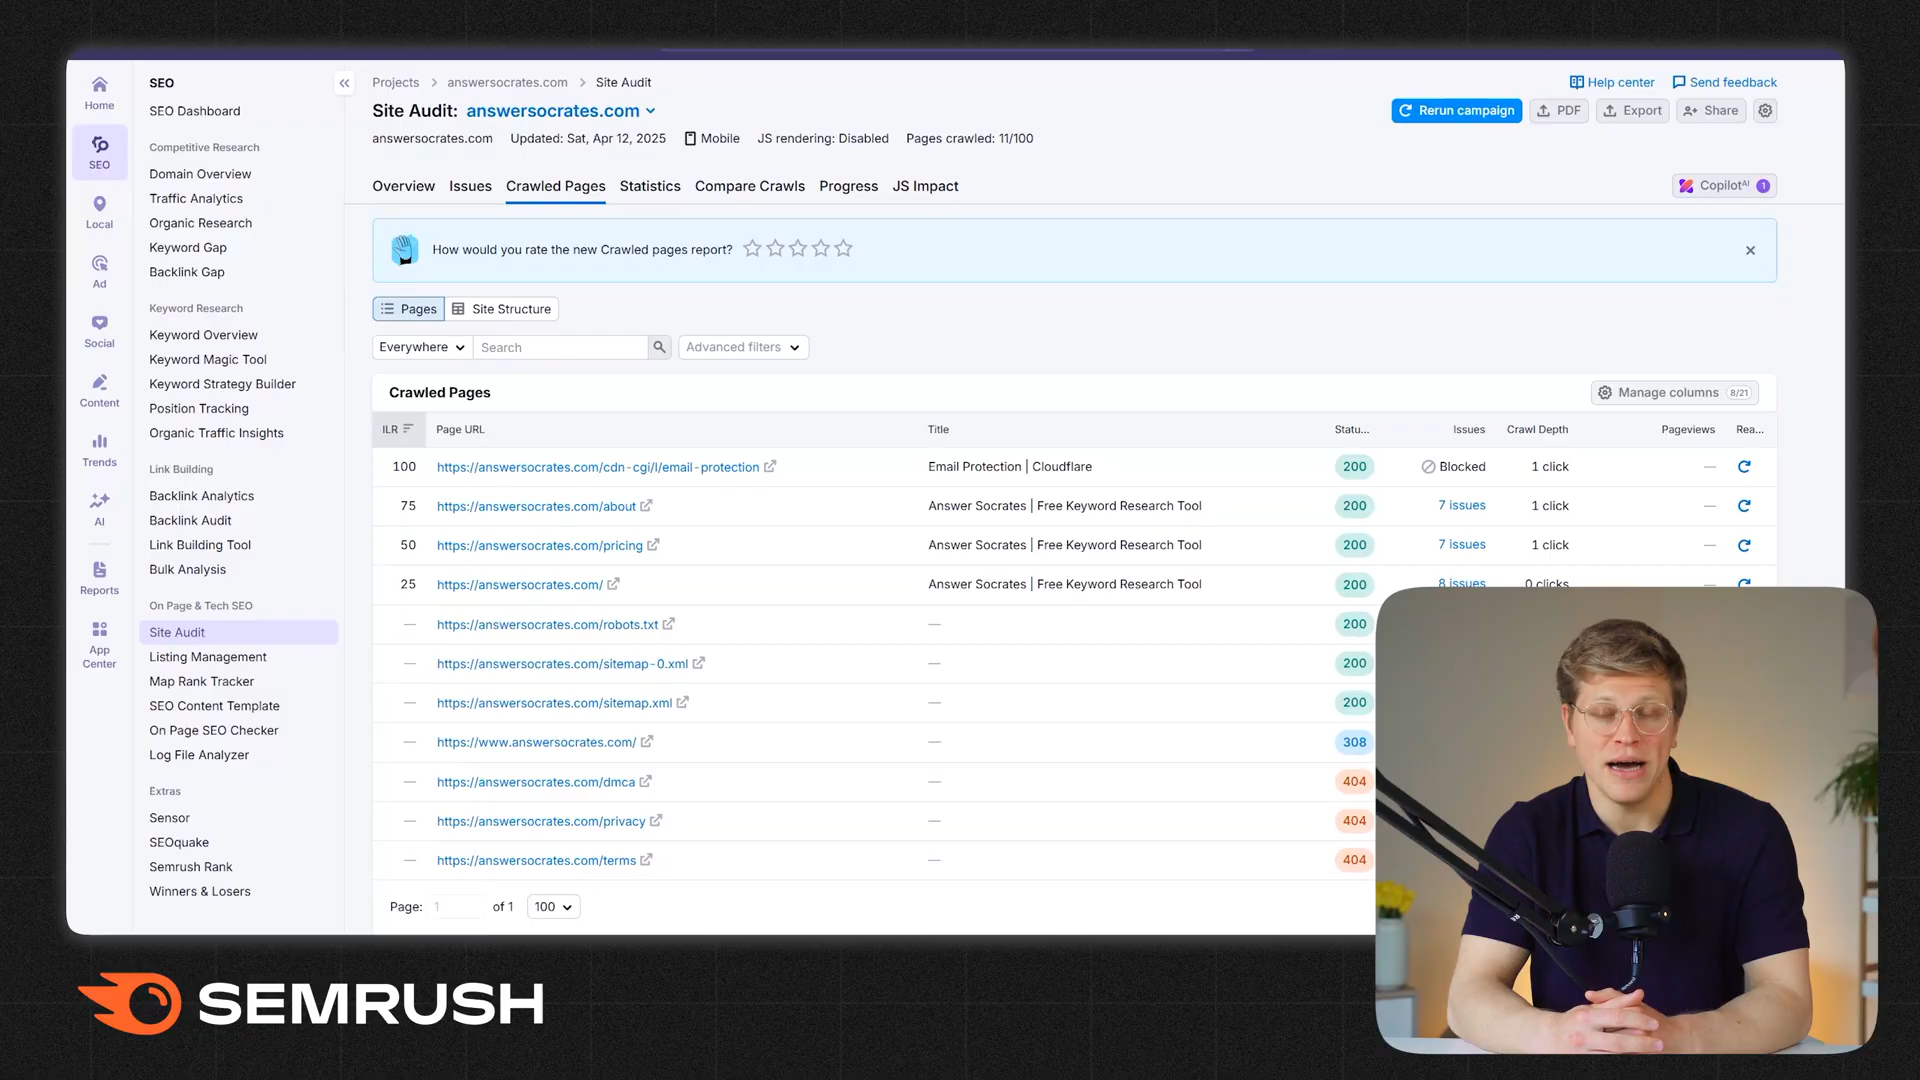 Home
SEO
Local
Ad
Social
Content
Trends
AI
Reports
App
Center
SEO
SEO Dashboard
Competitive Research
Domain Overview
Traffic Analytics
Organic Research
Keyword Gap
Backlink Gap
Keyword Research
Keyword Overview
Keyword Magic Tool
Keyword Strategy Builder
Position Tracking
Organic Traffic Insights
Link Building
Backlink Analytics
Backlink Audit
Link Building Tool
Bulk Analysis
On Page & Tech SEO
Site Audit
Listing Management
Map Rank Tracker
SEO Content Template
On Page SEO Checker
Log File Analyzer
Extras
Sensor
SEOquake
Semrush Rank
Winners & Losers
Projects > answersocrates.com > Site Audit
Help center Send feedback
Site Audit: answersocrates.com
Rerun campaign PDF Export Share
answersocrates.com Updated: Sat, Apr 12, 2025 Mobile JS rendering: Disabled Pages crawled: 11/100
Overview Issues Crawled Pages Statistics Compare Crawls Progress JS Impact
Copilot AI 1
How would you rate the new Crawled pages report?
Pages Site Structure
Everywhere Search Advanced filters
Crawled Pages
Manage columns 8/21
ILR Page URL Title Statu... Issues Crawl Depth Pageviews Rea...
100 https://answersocrates.com/cdn-cgi/l/email-protection Email Protection | Cloudflare 200 Blocked 1 click —
75 https://answersocrates.com/about Answer Socrates | Free Keyword Research Tool 200 7 issues 1 click —
50 https://answersocrates.com/pricing Answer Socrates | Free Keyword Research Tool 200 7 issues 1 click —
25 https://answersocrates.com/ Answer Socrates | Free Keyword Research Tool 200 8 issues 0 clicks —
— https://answersocrates.com/robots.txt — 200
— https://answersocrates.com/sitemap-0.xml — 200
— https://answersocrates.com/sitemap.xml — 200
— https://www.answersocrates.com/ — 308
— https://answersocrates.com/dmca — 404
— https://answersocrates.com/privacy — 404
— https://answersocrates.com/terms — 404
Page: 1 of 1 100
SEMRUSH